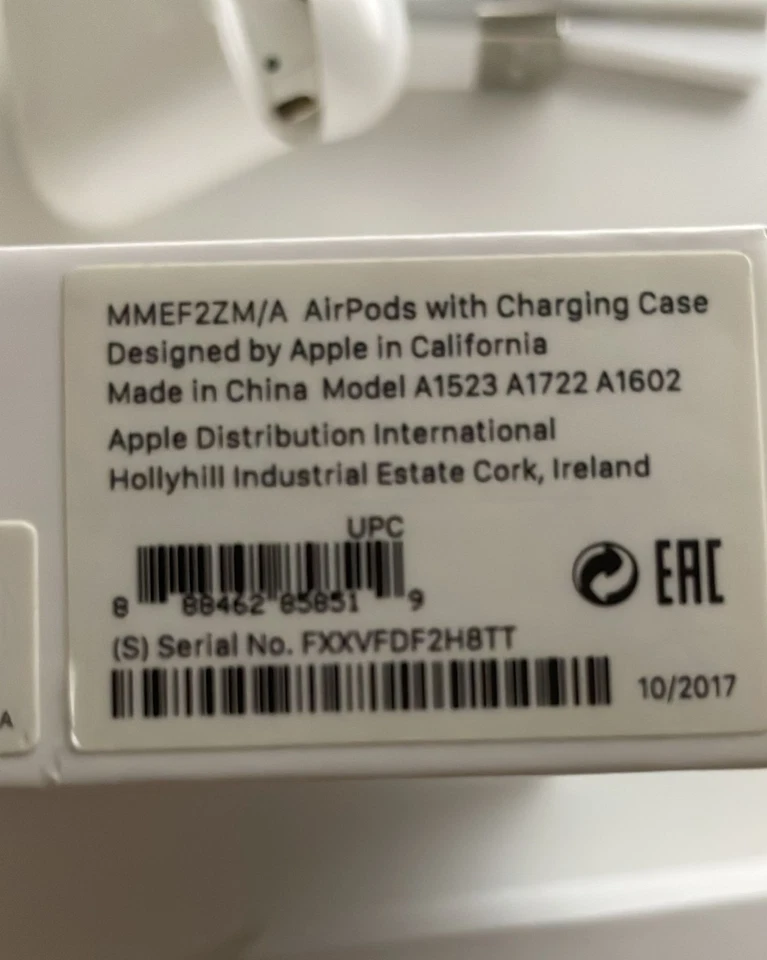 MMEF2ZM/A AirPods with Charging Case
Designed by Apple in California
Made in China Model A1523 A1722 A1602
Apple Distribution International
Hollyhill Industrial Estate Cork, Ireland
UPC
8 88462 85851 9
EAC
(S) Serial No. FXXVFDF2H8TT
10/2017
A